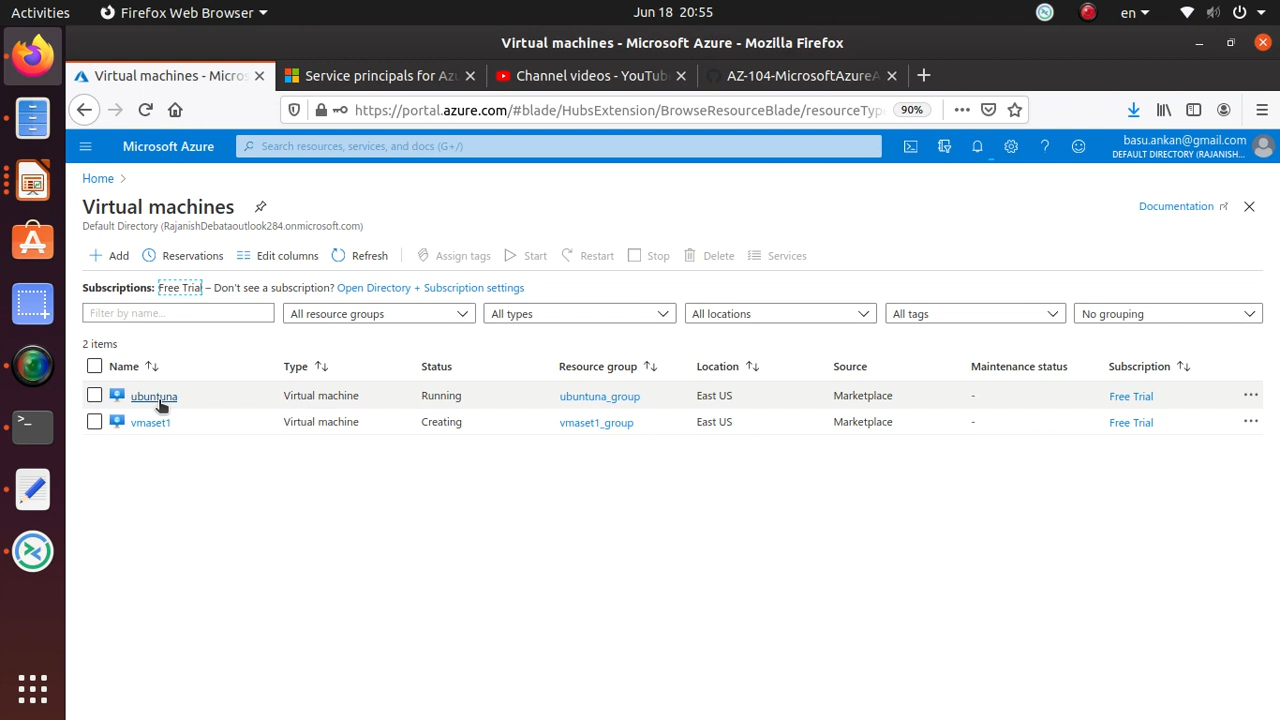 Activities
Firefox Web Browser
Jun 18 20:55
en
Virtual machines - Microsoft Azure - Mozilla Firefox
Virtual machines - Micros
Service principals for Az
Channel videos - YouTub
AZ-104-MicrosoftAzureA
https://portal.azure.com/#blade/HubsExtension/BrowseResourceBlade/resourceTyp
90%
Microsoft Azure
Search resources, services, and docs (G+/)
basu.ankan@gmail.com
DEFAULT DIRECTORY (RAJANISH...
Home
Virtual machines
Documentation
Default Directory (RajanishDebataoutlook284.onmicrosoft.com)
Add Reservations Edit columns Refresh Assign tags Start Restart Stop Delete Services
Subscriptions: Free Trial – Don't see a subscription? Open Directory + Subscription settings
Filter by name... All resource groups All types All locations All tags No grouping
2 items
Name Type Status Resource group Location Source Maintenance status Subscription
ubuntuna Virtual machine Running ubuntuna_group East US Marketplace - Free Trial ...
vmaset1 Virtual machine Creating vmaset1_group East US Marketplace - Free Trial ...